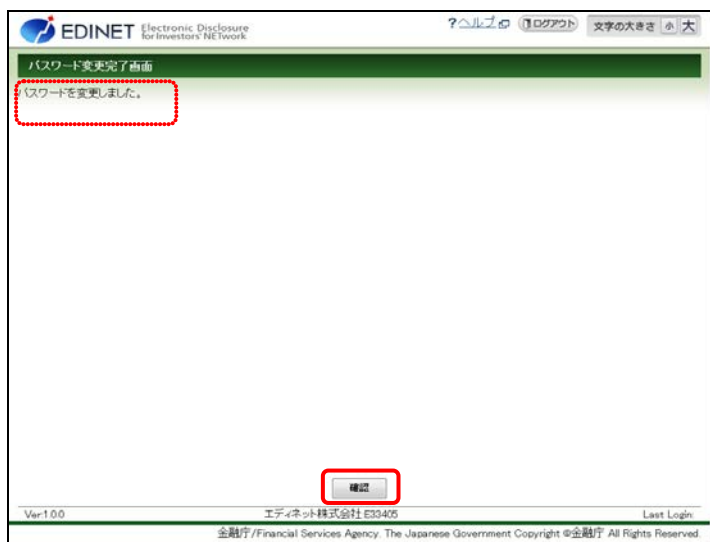 EDINET Electronic Disclosure for Investors' NETwork
?ヘルプ ログアウト 文字の大きさ 小 大
パスワード変更完了画面
パスワードを変更しました。
確認
Ver.1.0.0 エディネット株式会社 E33405 Last Login:
金融庁/Financial Services Agency. The Japanese Government Copyright ©金融庁 All Rights Reserved.